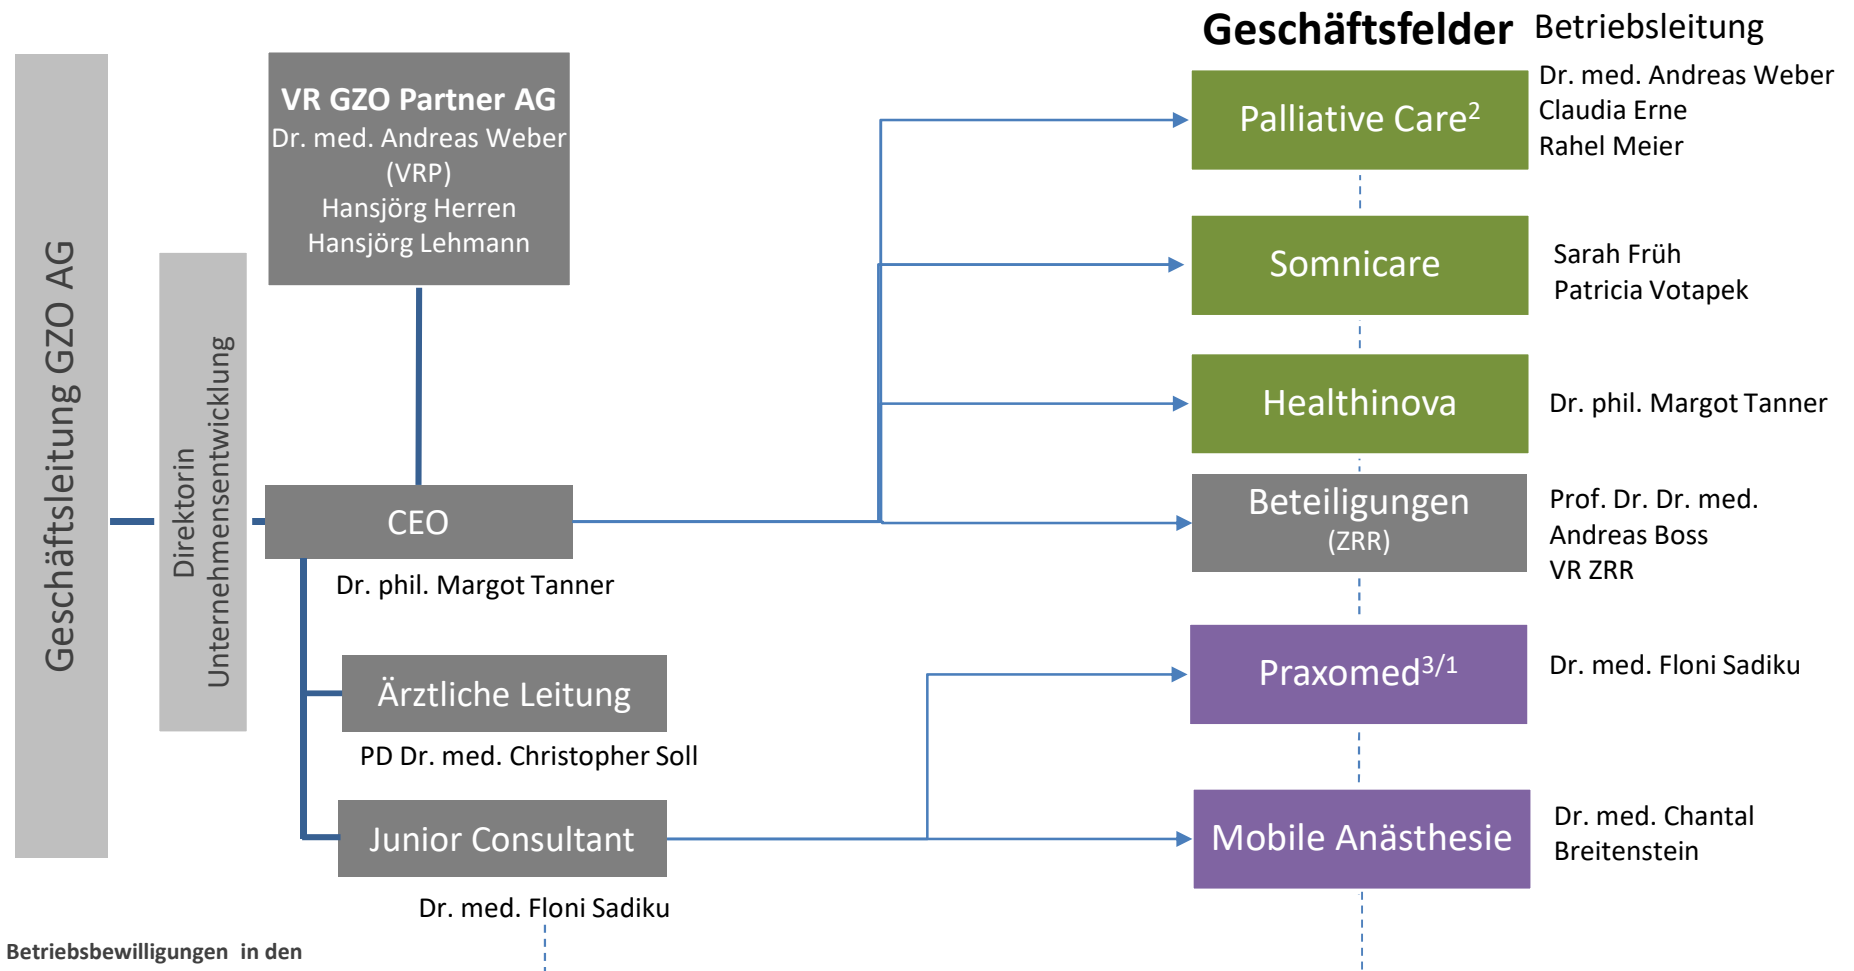 Geschäftsfelder Betriebsleitung
Geschäftsleitung GZO AG
Direktorin
Unternehmensentwicklung
VR GZO Partner AG
Dr. med. Andreas Weber
(VRP)
Hansjörg Herren
Hansjörg Lehmann
CEO
Dr. phil. Margot Tanner
Ärztliche Leitung
PD Dr. med. Christopher Soll
Junior Consultant
Dr. med. Floni Sadiku
Palliative Care²
Dr. med. Andreas Weber
Claudia Erne
Rahel Meier
Somnicare
Sarah Früh
Patricia Votapek
Healthinova
Dr. phil. Margot Tanner
Beteiligungen
(ZRR)
Prof. Dr. Dr. med.
Andreas Boss
VR ZRR
Praxomed³/¹
Dr. med. Floni Sadiku
Mobile Anästhesie
Dr. med. Chantal
Breitenstein
Betriebsbewilligungen in den